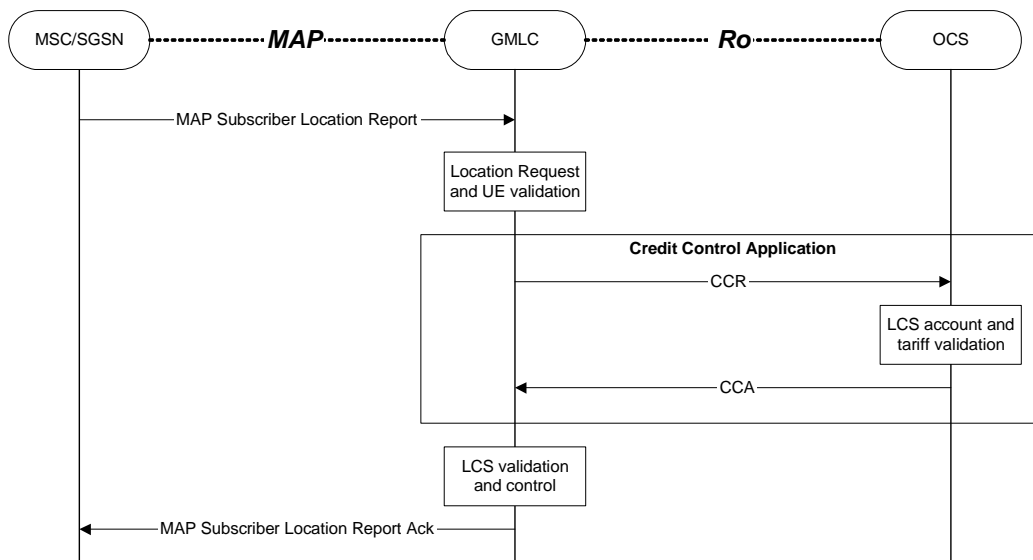 MSC/SGSN
MAP
GMLC
Ro
OCS
MAP Subscriber Location Report
Location Request
and UE validation
Credit Control Application
CCR
LCS account and
tariff validation
CCA
LCS validation
and control
MAP Subscriber Location Report Ack